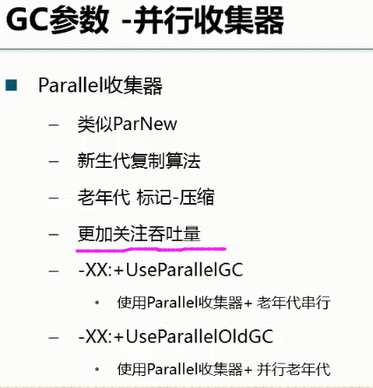 GC参数 -并行收集器
Parallel收集器
– 类似ParNew
– 新生代复制算法
– 老年代 标记-压缩
– 更加关注吞吐量
– -XX:+UseParallelGC
• 使用Parallel收集器+ 老年代串行
– -XX:+UseParallelOldGC
• 使用Parallel收集器+ 并行老年代